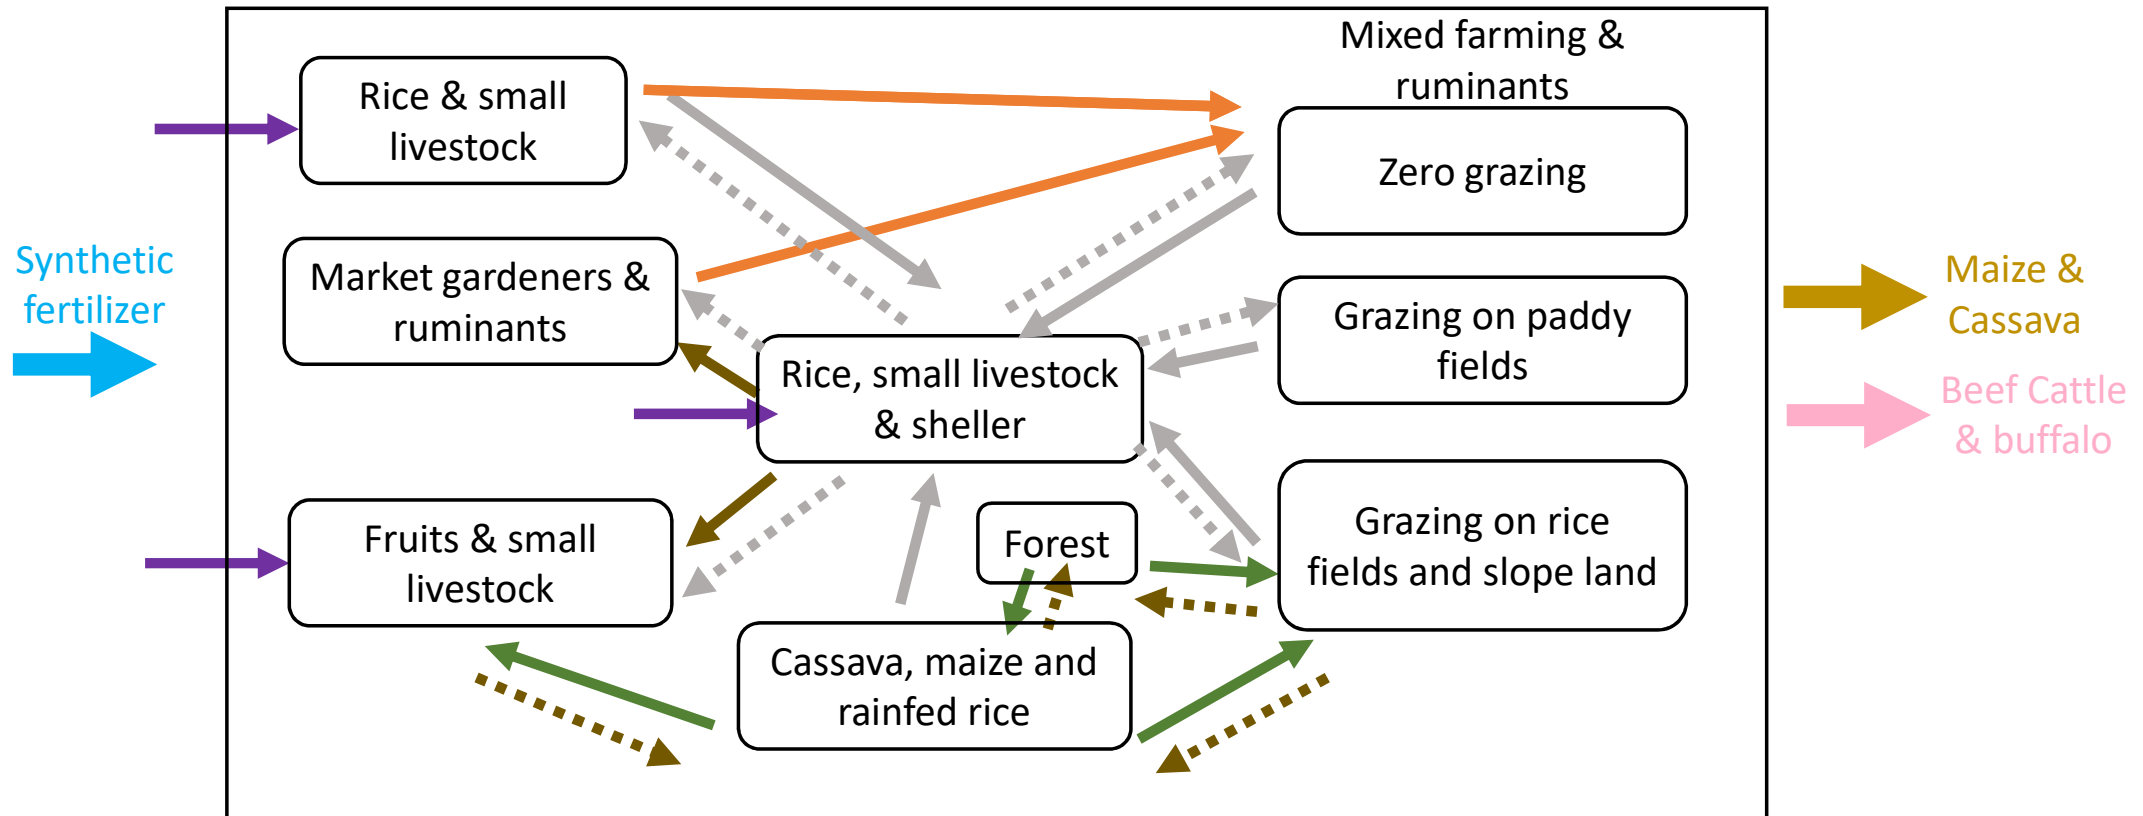 Mixed farming &
ruminants
Rice & small
livestock
Zero grazing
Synthetic
fertilizer
Market gardeners &
ruminants
Grazing on paddy
fields
Maize &
Cassava
Rice, small livestock
& sheller
Beef Cattle
& buffalo
Fruits & small
livestock
Forest
Grazing on rice
fields and slope land
Cassava, maize and
rainfed rice